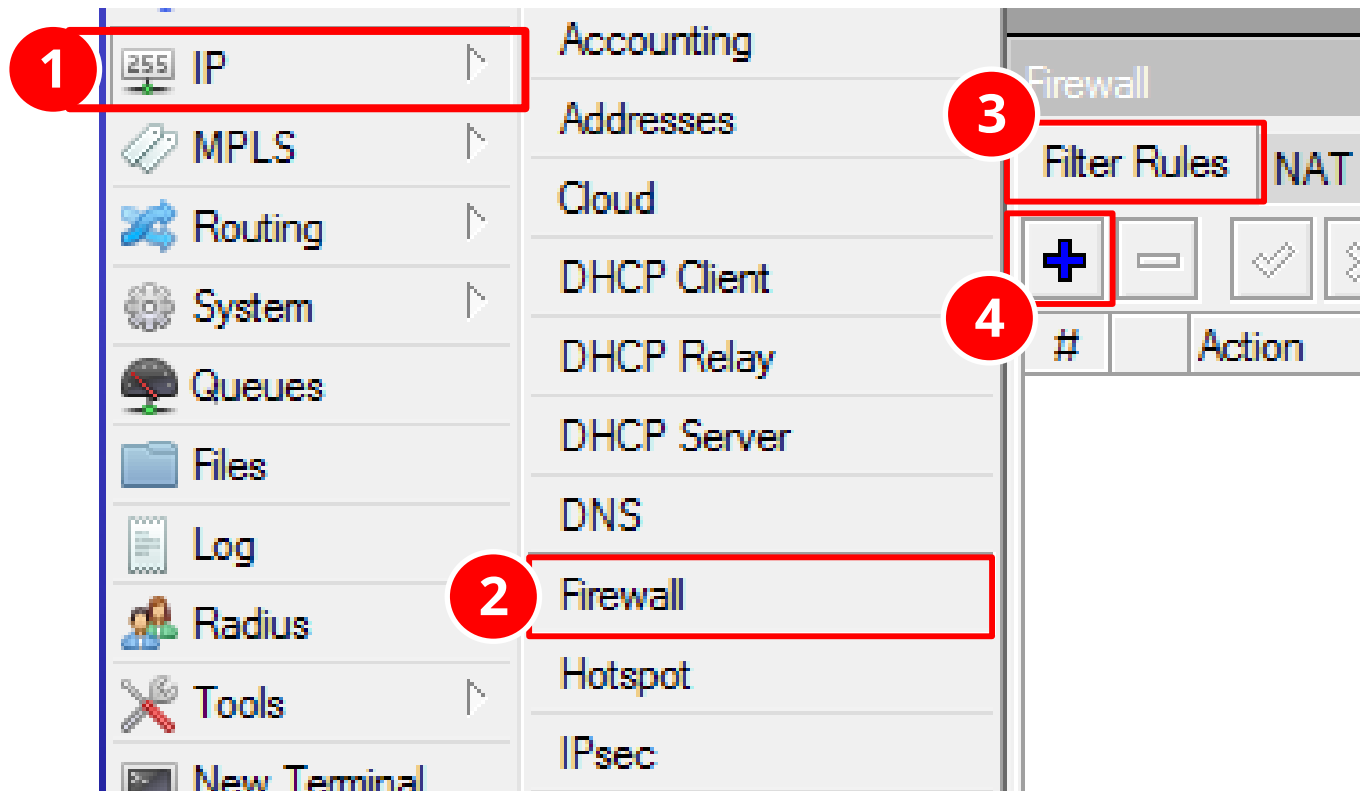 1
255
IP
MPLS
Routing
System
Queues
Files
Log
Radius
Tools
New Terminal
Accounting
Addresses
Cloud
DHCP Client
DHCP Relay
DHCP Server
DNS
2
Firewall
Hotspot
IPsec
Firewall
3
Filter Rules NAT
4
# Action